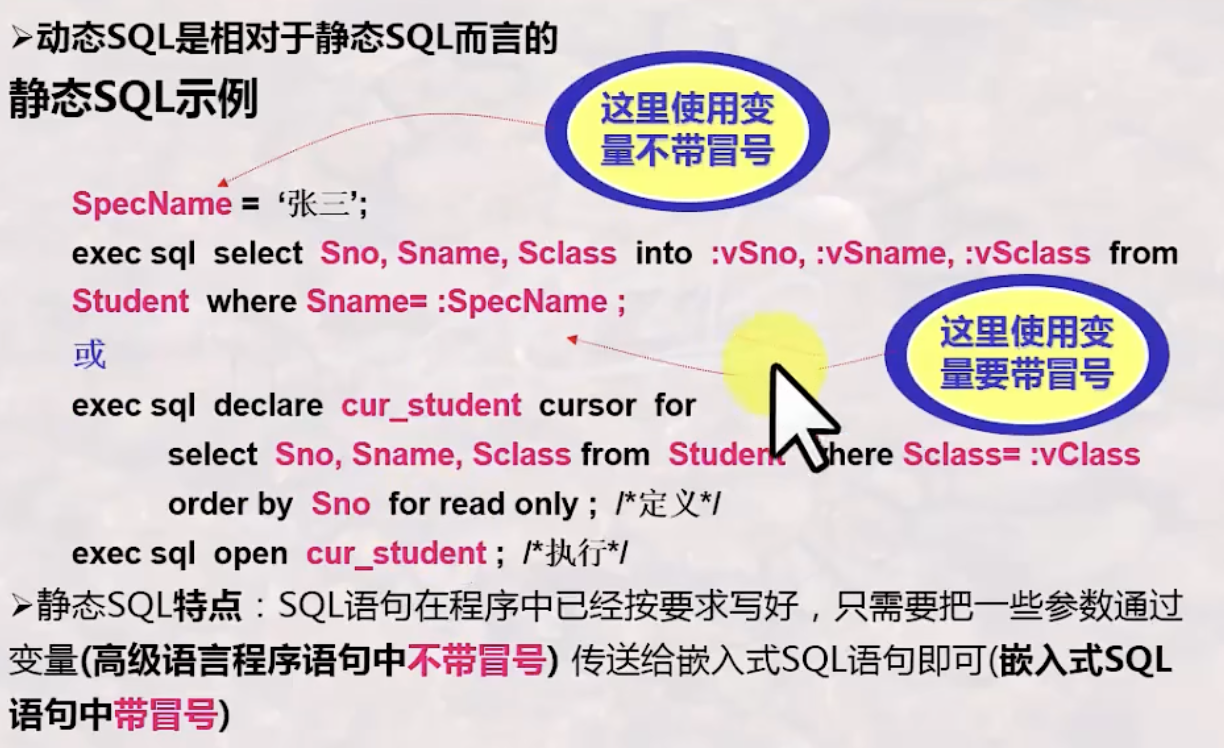 ➢动态SQL是相对于静态SQL而言的
静态SQL示例
这里使用变
量不带冒号
SpecName = ‘张三’;
exec sql select Sno, Sname, Sclass into :vSno, :vSname, :vSclass from
Student where Sname= :SpecName ;
这里使用变
量要带冒号
或
exec sql declare cur_student cursor for
select Sno, Sname, Sclass from Student where Sclass= :vClass
order by Sno for read only ; /*定义*/
exec sql open cur_student ; /*执行*/
➢静态SQL特点：SQL语句在程序中已经按要求写好，只需要把一些参数通过
变量(高级语言程序语句中不带冒号) 传送给嵌入式SQL语句即可(嵌入式SQL
语句中带冒号)